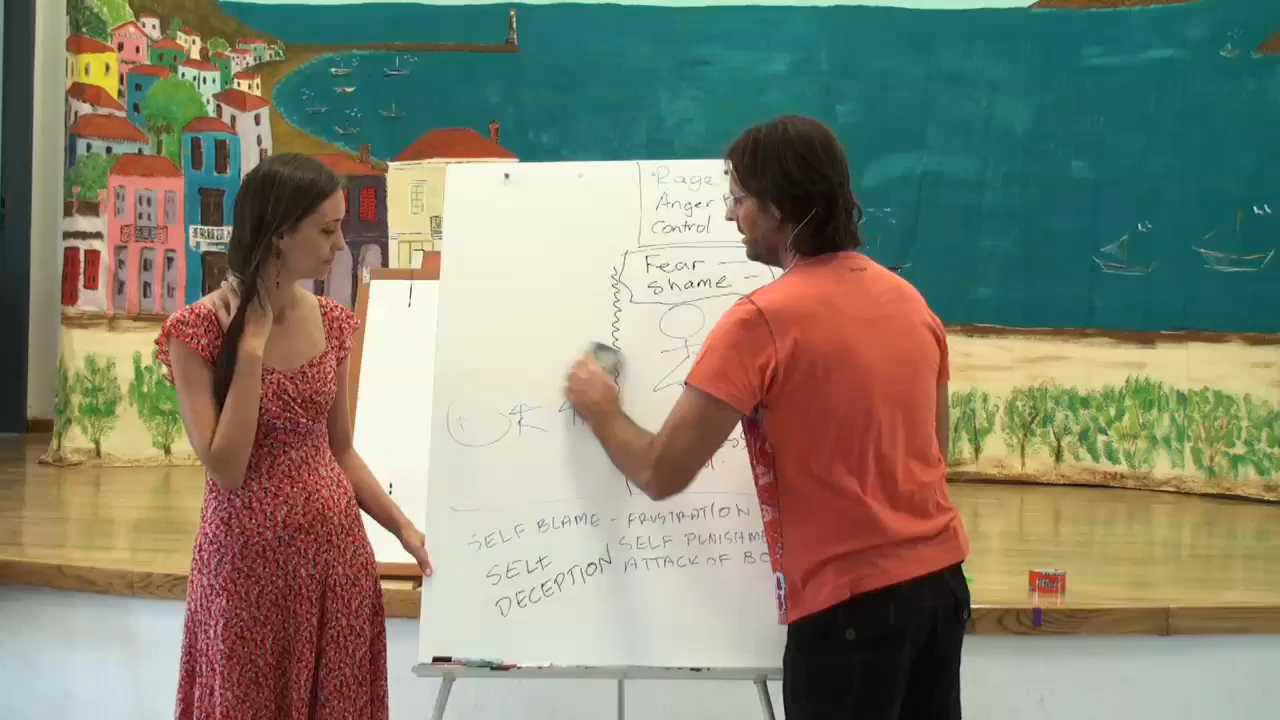 Rage
Anger
control
Fear —
shame —
SELF BLAME - FRUSTRATION
SELF PUNISHME
SELF
DECEPTION
ATTACK OF BO